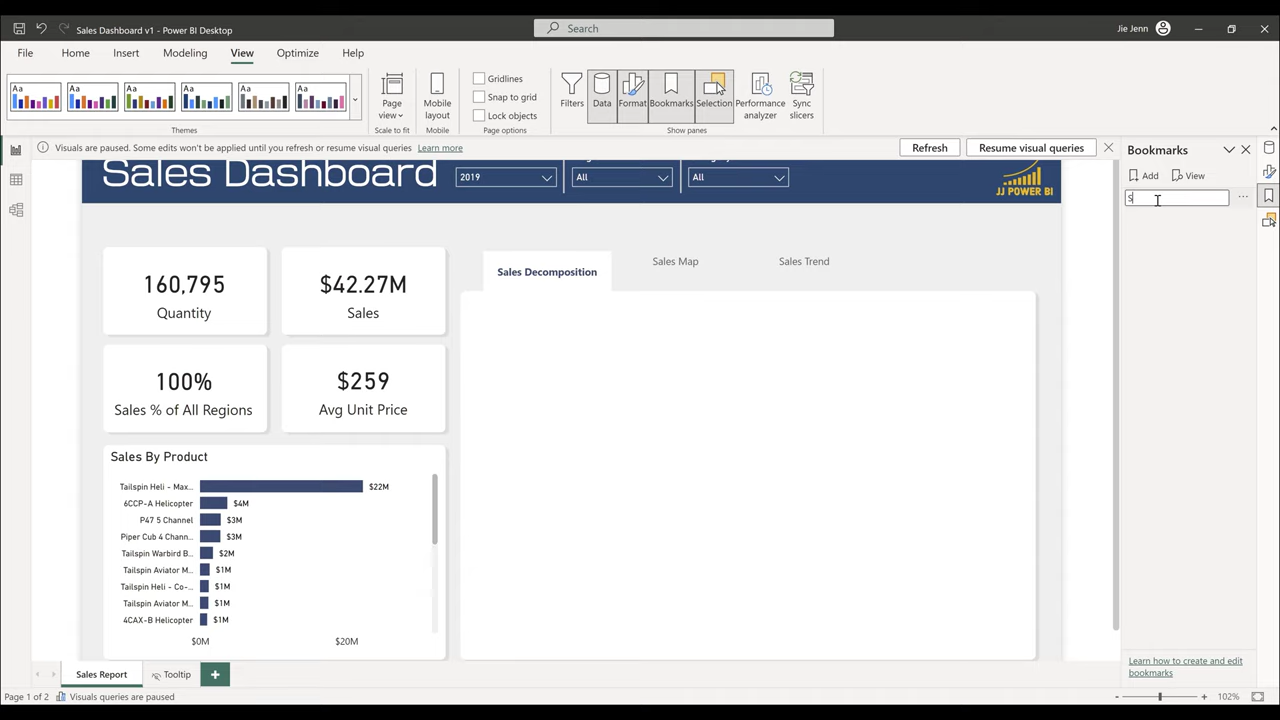 Sales Dashboard v1 - Power BI Desktop
Search
Jie Jenn
File
Home
Insert
Modeling
View
Optimize
Help
Aa
Aa
Aa
Aa
Aa
Page
view
Mobile
layout
Gridlines
Snap to grid
Lock objects
Filters
Data
Format
Bookmarks
Selection
Performance
analyzer
Sync
slicers
Themes
Scale to fit
Mobile
Page options
Show panes
Visuals are paused. Some edits won't be applied until you refresh or resume visual queries
Learn more
Refresh
Resume visual queries
Bookmarks
Add
View
S
Sales Dashboard
2019
All
All
JJ POWER BI
160,795
Quantity
$42.27M
Sales
100%
Sales % of All Regions
$259
Avg Unit Price
Sales Decomposition
Sales Map
Sales Trend
Sales By Product
Tailspin Heli - Max... $22M
6CCP-A Helicopter $4M
P47 5 Channel $3M
Piper Cub 4 Chann... $3M
Tailspin Warbird B... $2M
Tailspin Aviator M... $1M
Tailspin Heli - Co-... $1M
Tailspin Aviator M... $1M
4CAX-B Helicopter $1M
$0M $20M
Learn how to create and edit
bookmarks
Sales Report
Tooltip
Page 1 of 2
Visuals queries are paused
102%